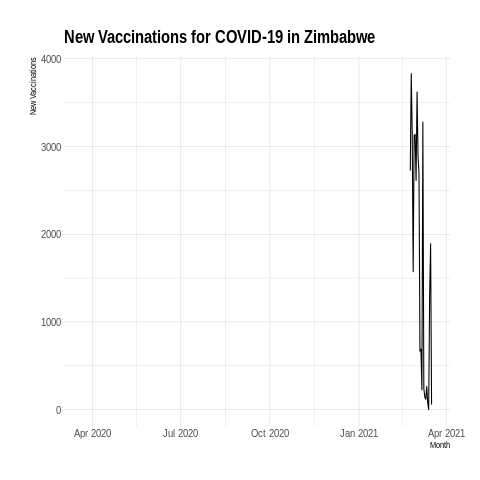 New Vaccinations for COVID-19 in Zimbabwe
New Vaccinations
4000
3000
2000
1000
0
Apr 2020
Jul 2020
Oct 2020
Jan 2021
Apr 2021
Month